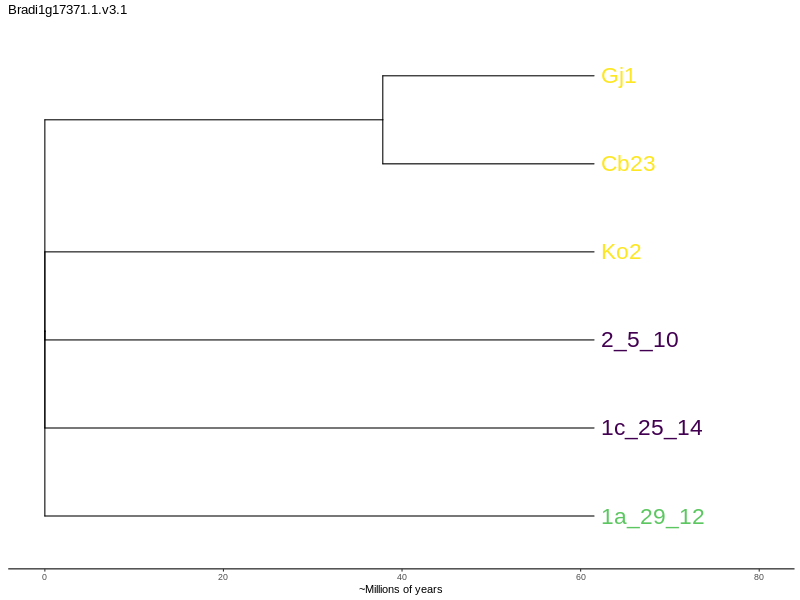 Bradi1g17371.1.v3.1
Gj1
Cb23
Ko2
2_5_10
1c_25_14
1a_29_12
0 20 40 60 80
~Millions of years